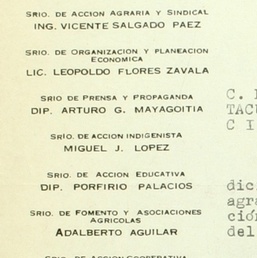 SRIO. DE ACCION AGRARIA Y SINDICAL
ING. VICENTE SALGADO PAEZ
SRIO. DE ORGANIZACION Y PLANEACION
ECONOMICA
LIC. LEOPOLDO FLORES ZAVALA
SRIO DE PRENSA Y PROPAGANDA
DIP. ARTURO G. MAYAGOITIA
SRIO. DE ACCION INDIGENISTA
MIGUEL J. LOPEZ
SRIO. DE ACCION EDUCATIVA
DIP. PORFIRIO PALACIOS
SRIO. DE FOMENTO Y ASOCIACIONES
AGRICOLAS
ADALBERTO AGUILAR
C.
TACU
C I
dic
agra
ción
del